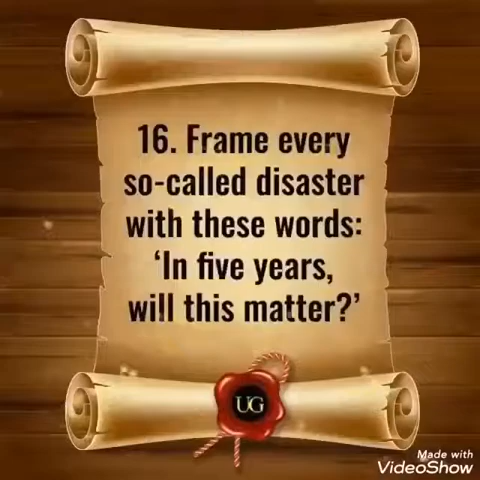 16. Frame every
so-called disaster
with these words:
‘In five years,
will this matter?’
UG
Made with
VideoShow